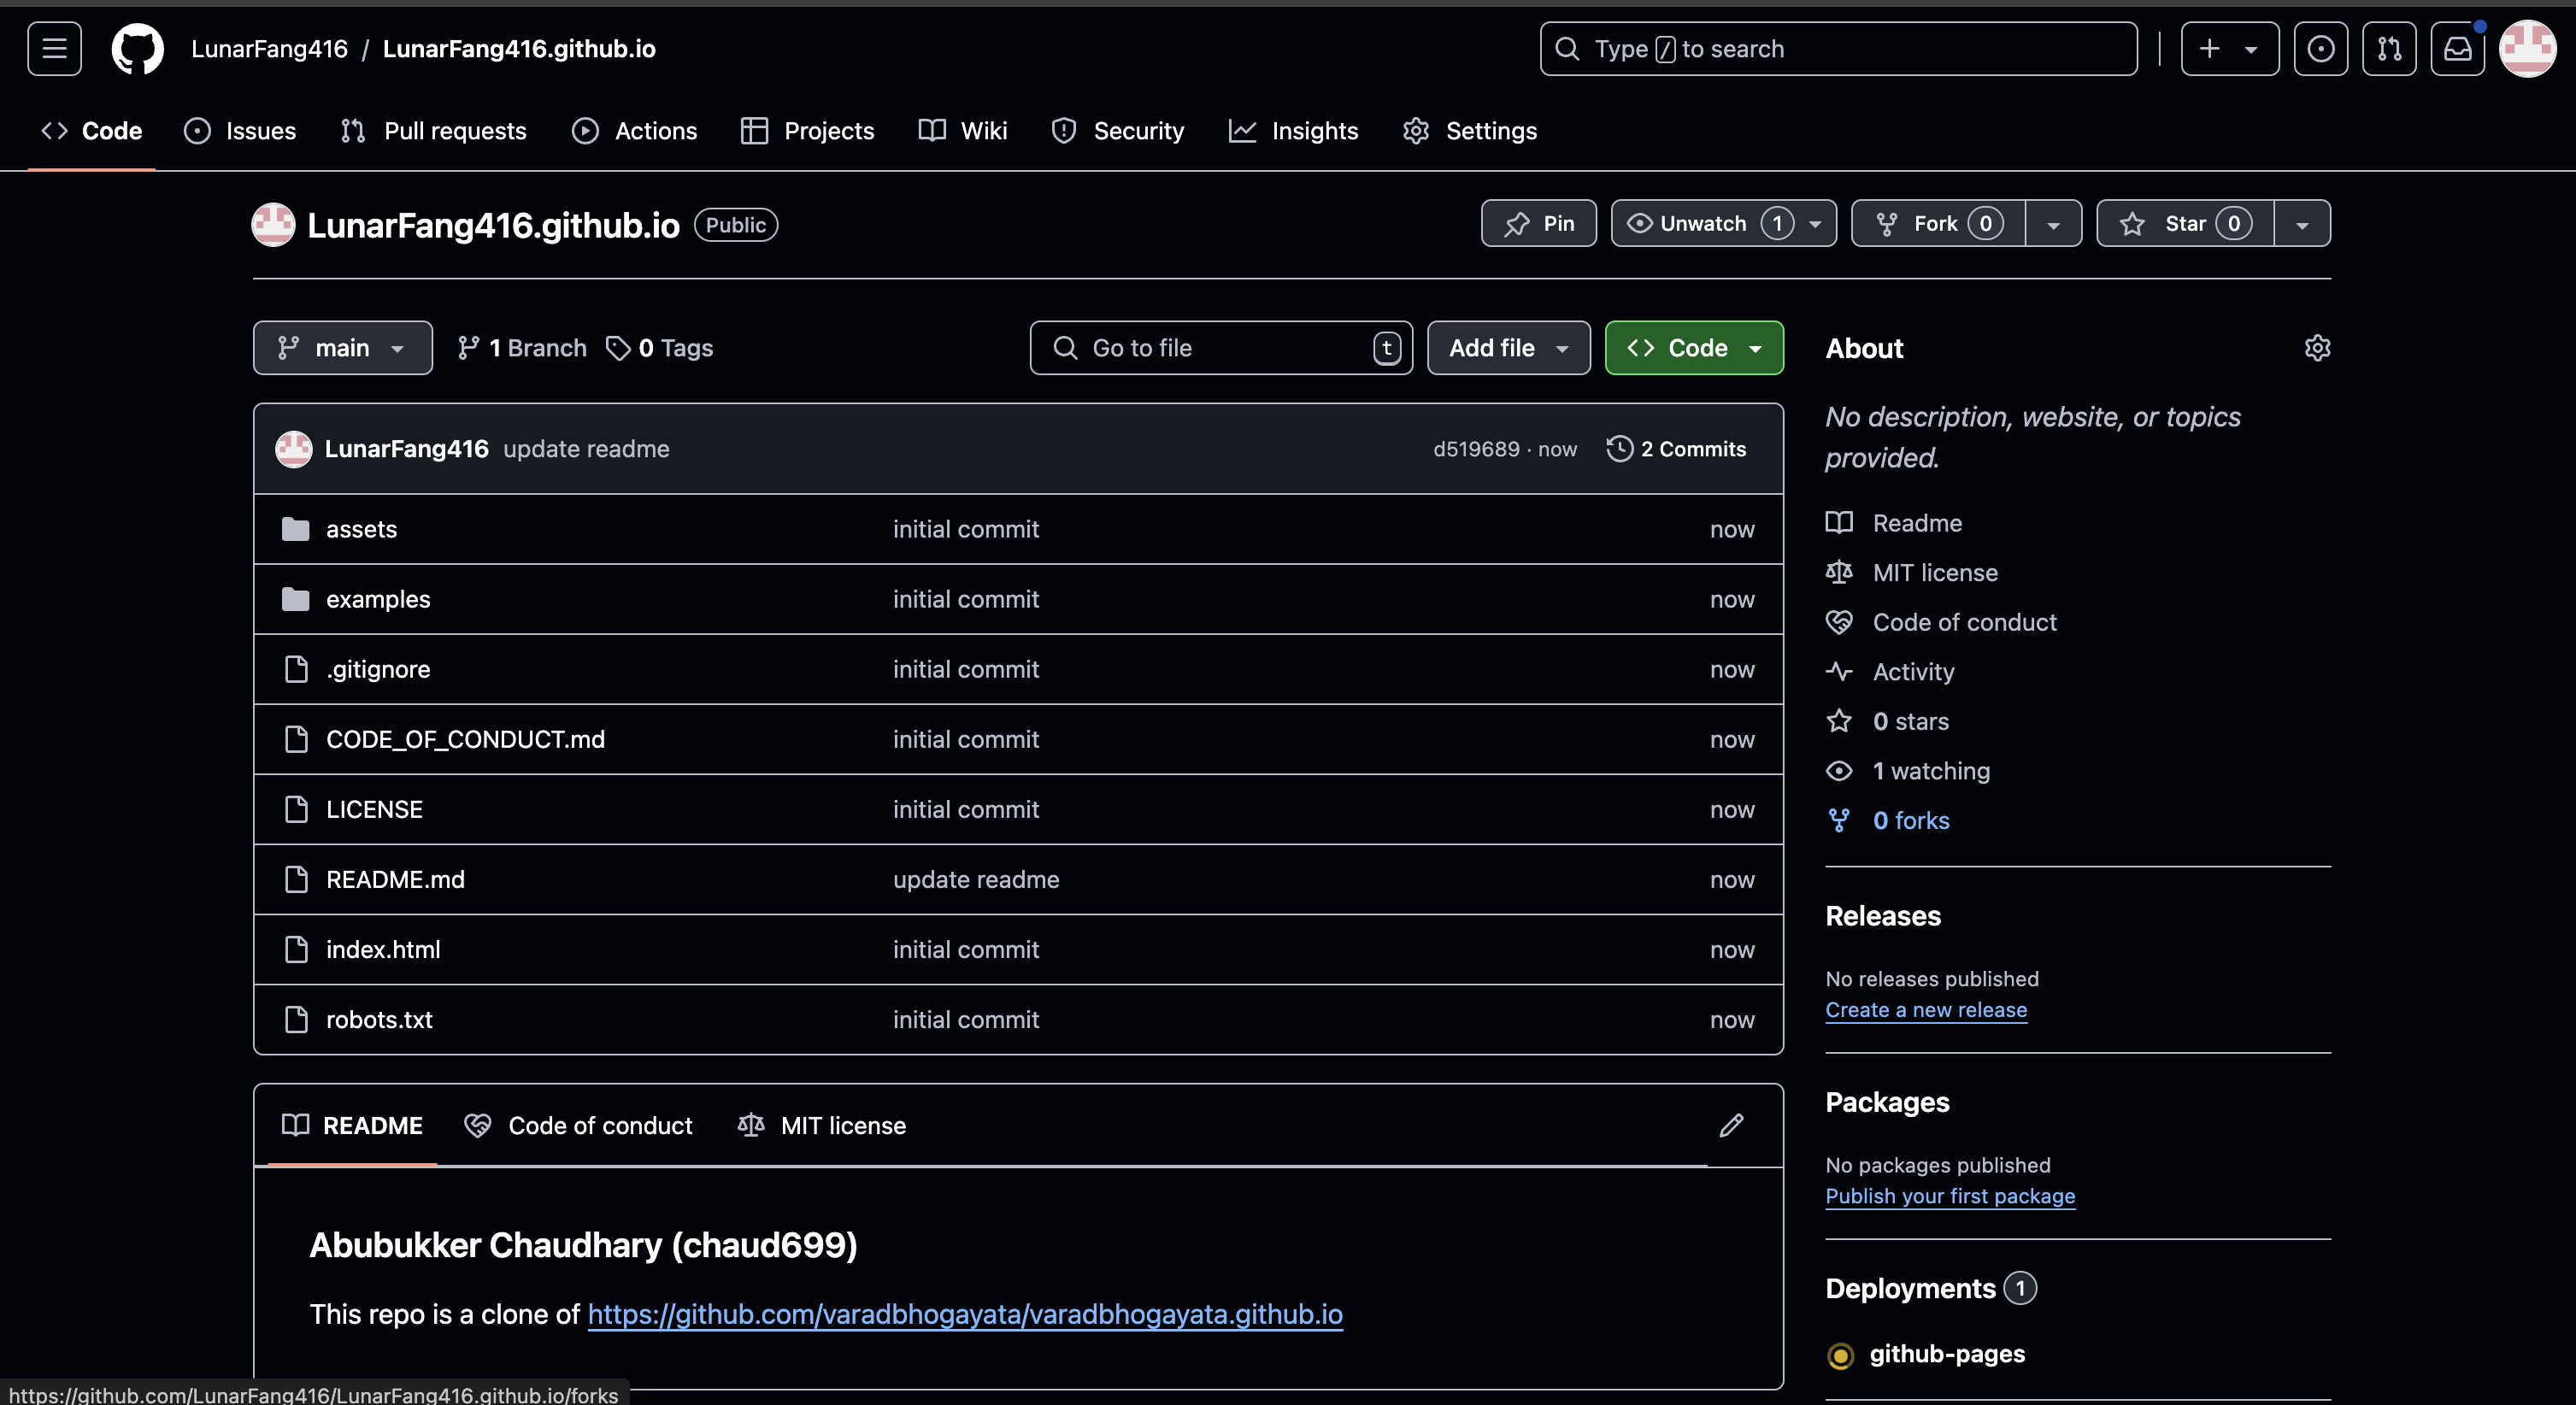 LunarFang416 / LunarFang416.github.io
Type / to search
Code Issues Pull requests Actions Projects Wiki Security Insights Settings
LunarFang416.github.io Public
Pin Unwatch 1 Fork 0 Star 0
main 1 Branch 0 Tags Go to file t Add file Code
LunarFang416 update readme d519689 · now 2 Commits
assets initial commit now
examples initial commit now
.gitignore initial commit now
CODE_OF_CONDUCT.md initial commit now
LICENSE initial commit now
README.md update readme now
index.html initial commit now
robots.txt initial commit now
README Code of conduct MIT license
Abubukker Chaudhary (chaud699)
This repo is a clone of https://github.com/varadbhogayata/varadbhogayata.github.io
About
No description, website, or topics
provided.
Readme
MIT license
Code of conduct
Activity
0 stars
1 watching
0 forks
Releases
No releases published
Create a new release
Packages
No packages published
Publish your first package
Deployments 1
github-pages
https://github.com/LunarFang416/LunarFang416.github.io/forks